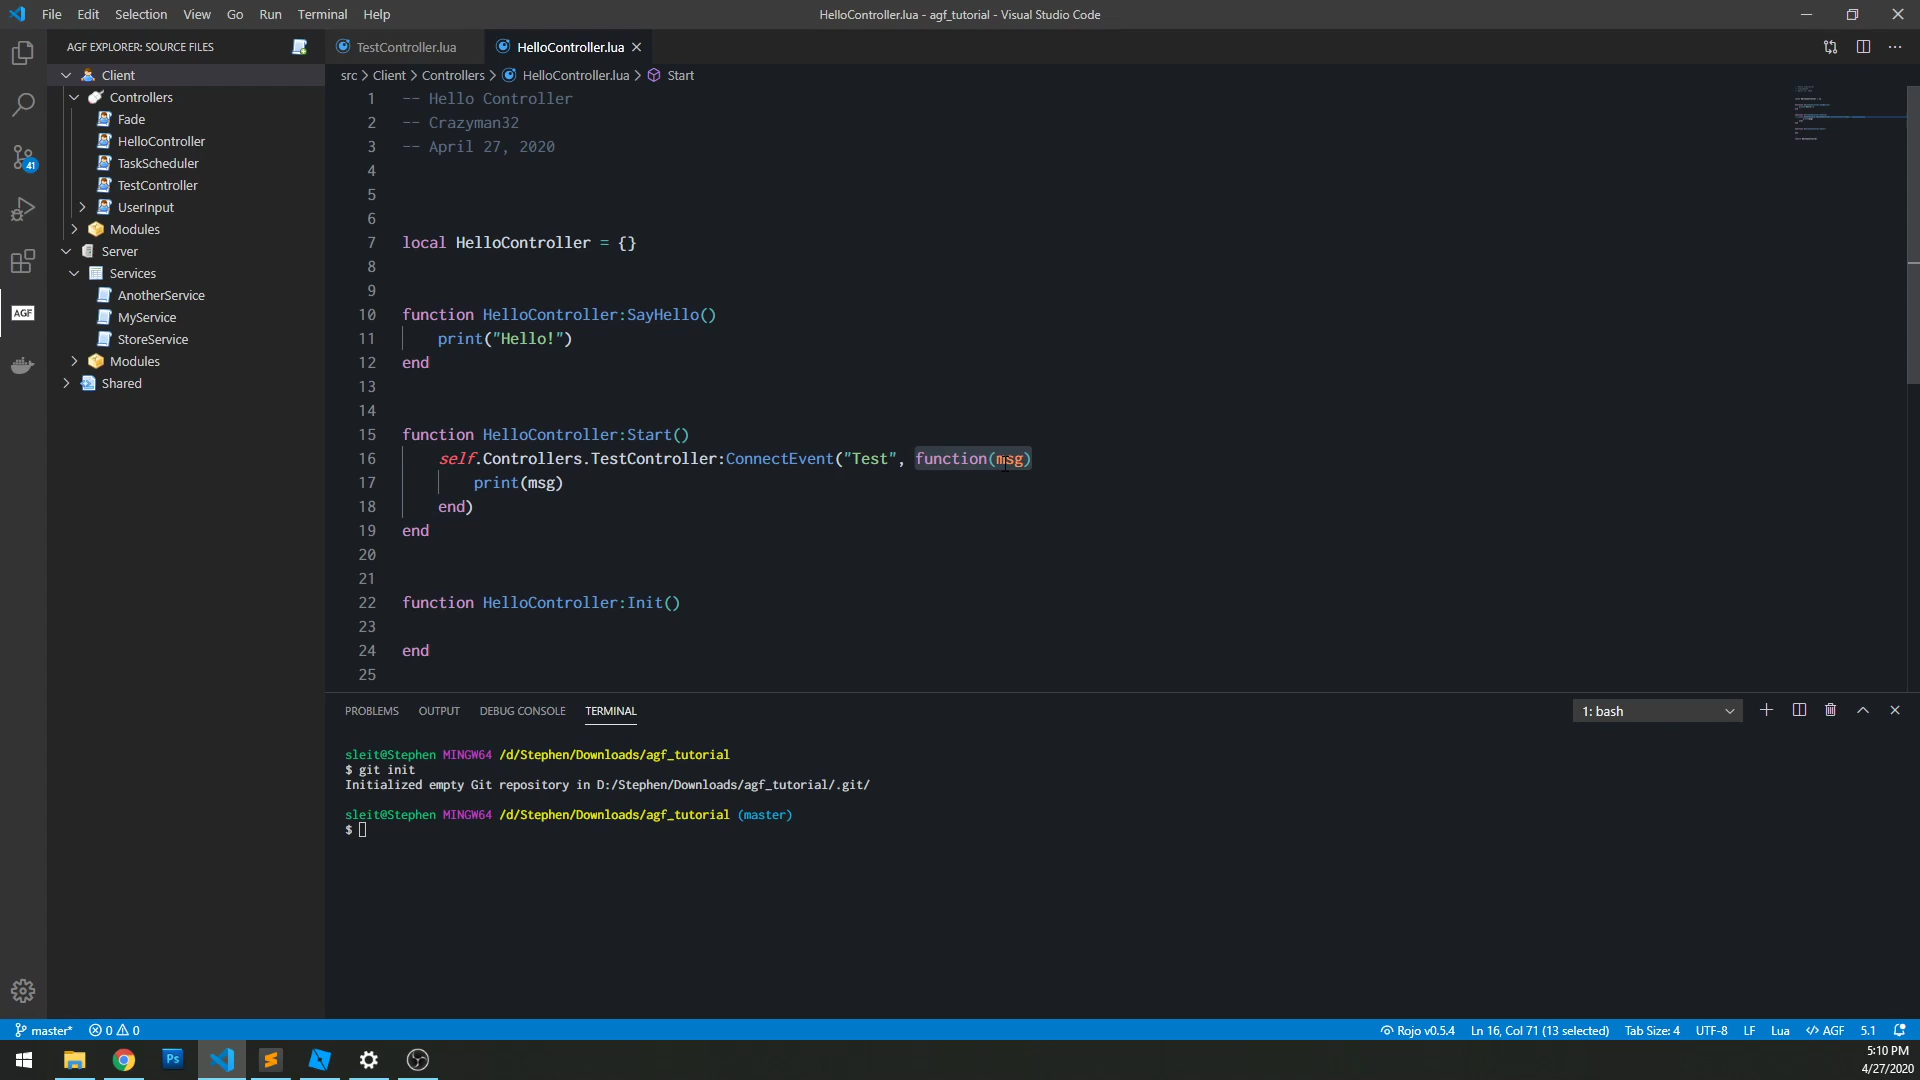 File Edit Selection View Go Run Terminal Help
HelloController.lua - agf_tutorial - Visual Studio Code
AGF EXPLORER: SOURCE FILES
TestController.lua
HelloController.lua
Client
src > Client > Controllers > HelloController.lua > Start
Controllers
Fade
HelloController
TaskScheduler
TestController
UserInput
Modules
Server
Services
AnotherService
MyService
StoreService
Modules
Shared
41
AGF
1 -- Hello Controller
2 -- Crazyman32
3 -- April 27, 2020
4
5
6
7 local HelloController = {}
8
9
10 function HelloController:SayHello()
11 print("Hello!")
12 end
13
14
15 function HelloController:Start()
16 self.Controllers.TestController:ConnectEvent("Test", function(msg)
17 print(msg)
18 end)
19 end
20
21
22 function HelloController:Init()
23
24 end
25
PROBLEMS OUTPUT DEBUG CONSOLE TERMINAL
1: bash
sleit@Stephen MINGW64 /d/Stephen/Downloads/agf_tutorial
$ git init
Initialized empty Git repository in D:/Stephen/Downloads/agf_tutorial/.git/
sleit@Stephen MINGW64 /d/Stephen/Downloads/agf_tutorial (master)
$
master* 0 0
Rojo v0.5.4 Ln 16, Col 71 (13 selected) Tab Size: 4 UTF-8 LF Lua </> AGF 5.1
Ps
5:10 PM
4/27/2020